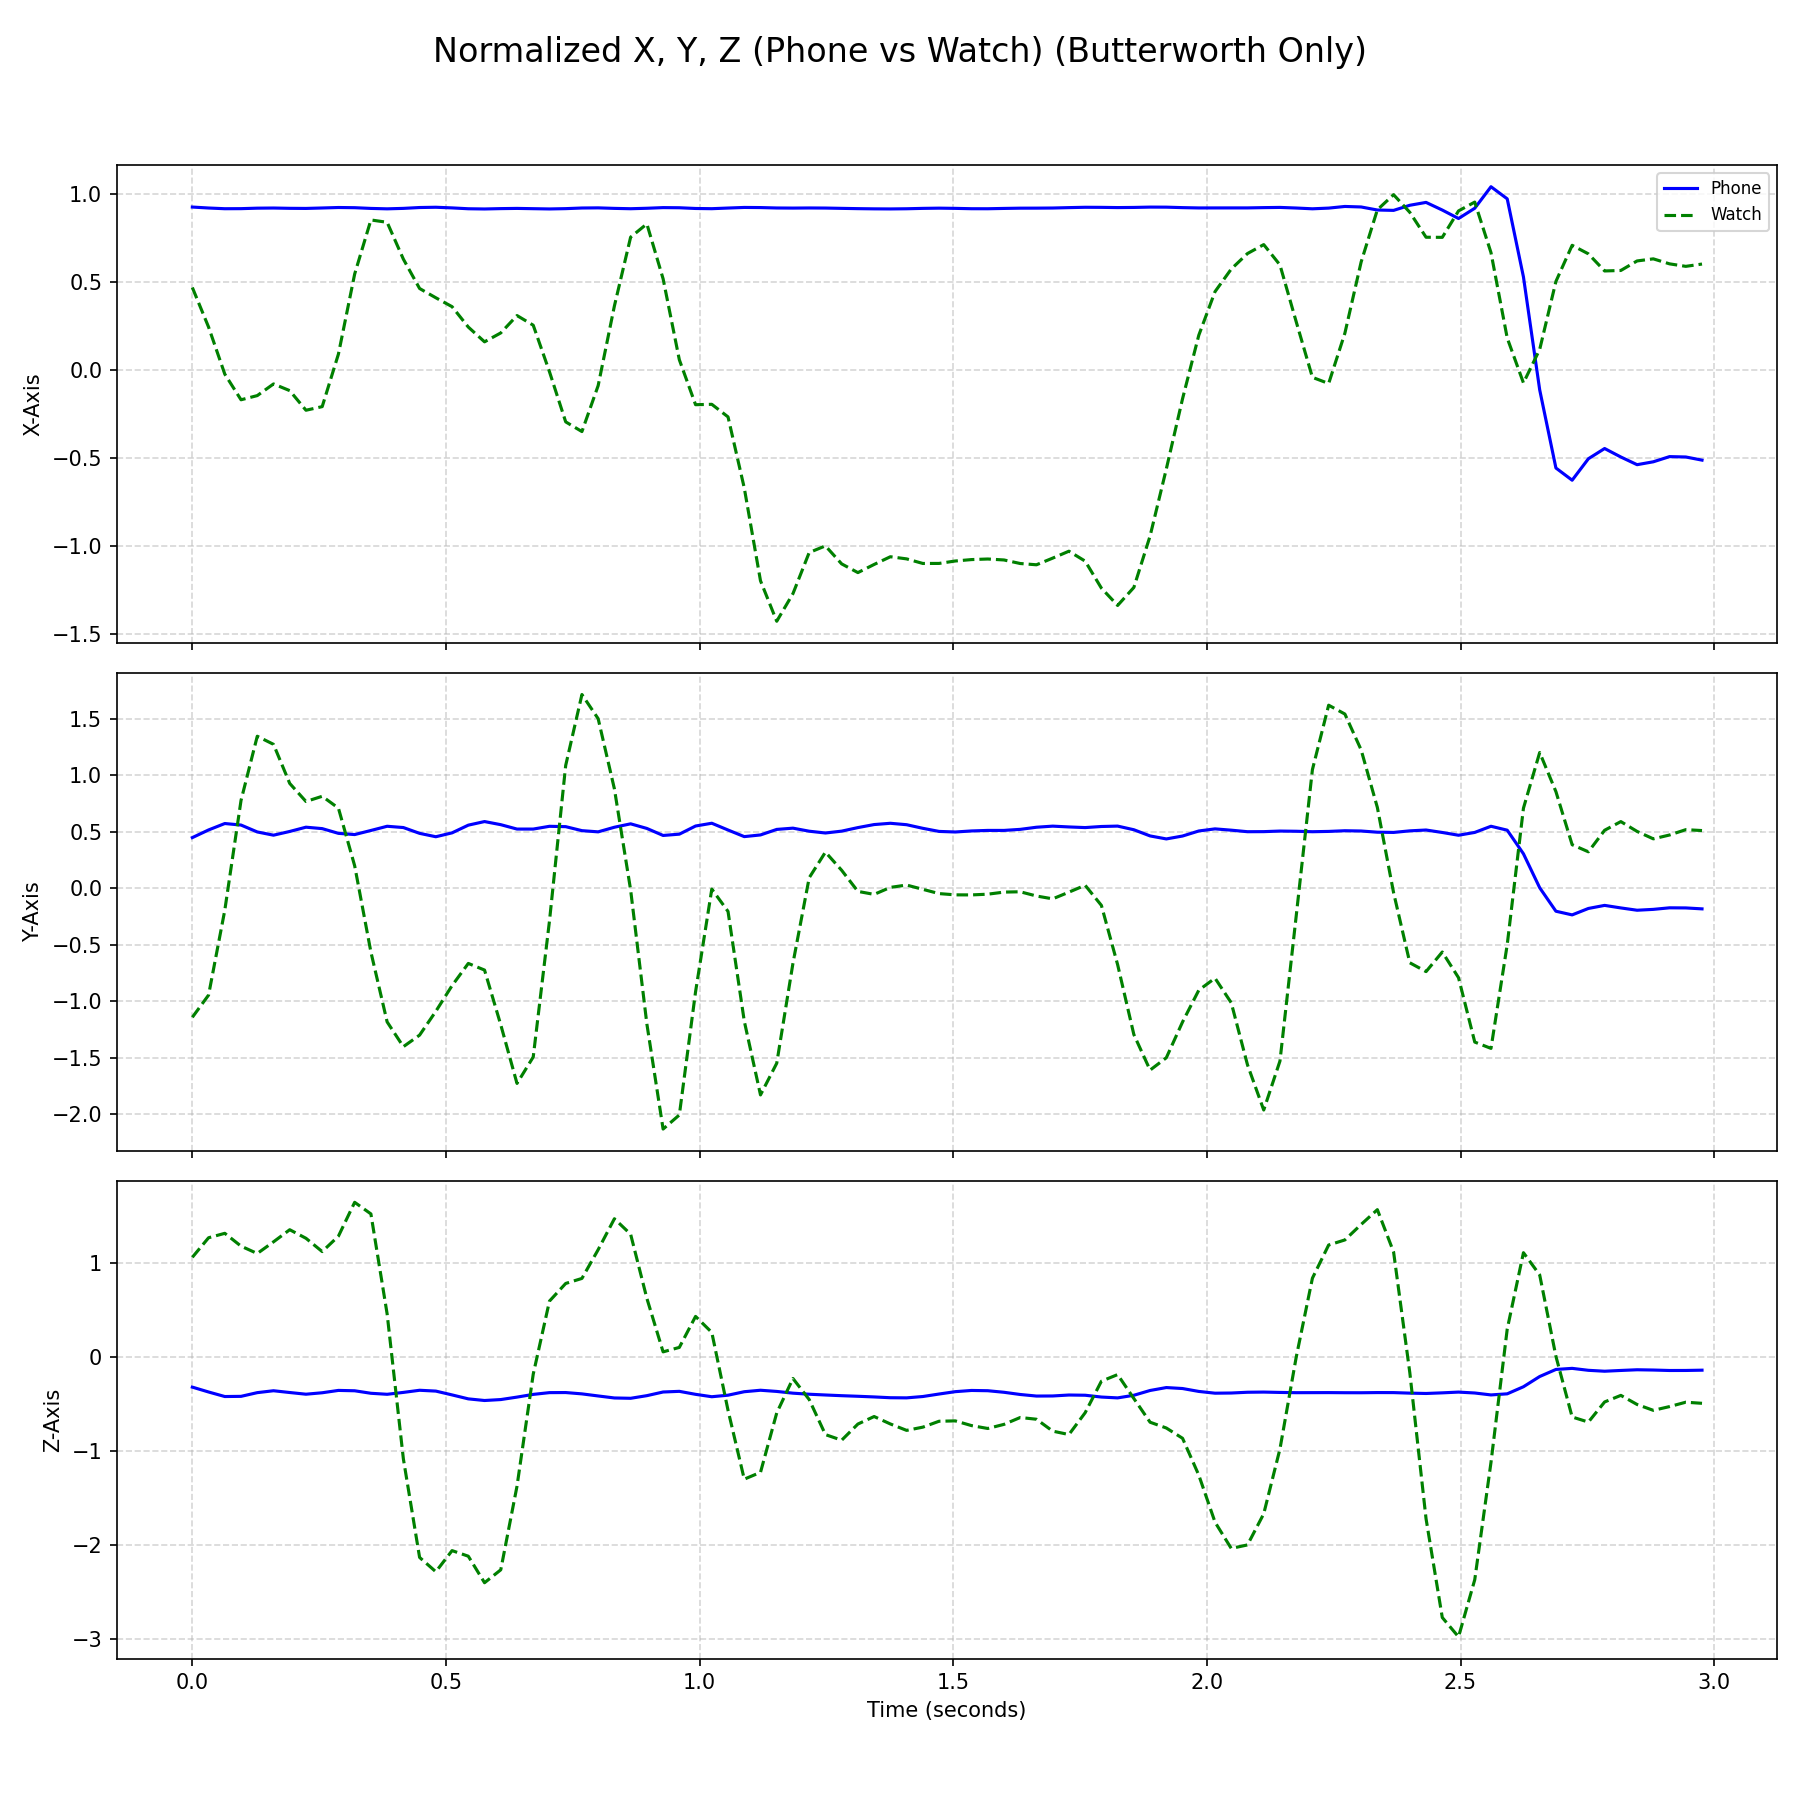 Normalized X, Y, Z (Phone vs Watch) (Butterworth Only)
Phone
Watch
X-Axis
1.0
0.5
0.0
−0.5
−1.0
−1.5
Y-Axis
1.5
1.0
0.5
0.0
−0.5
−1.0
−1.5
−2.0
Z-Axis
1
0
−1
−2
−3
0.0 0.5 1.0 1.5 2.0 2.5 3.0
Time (seconds)